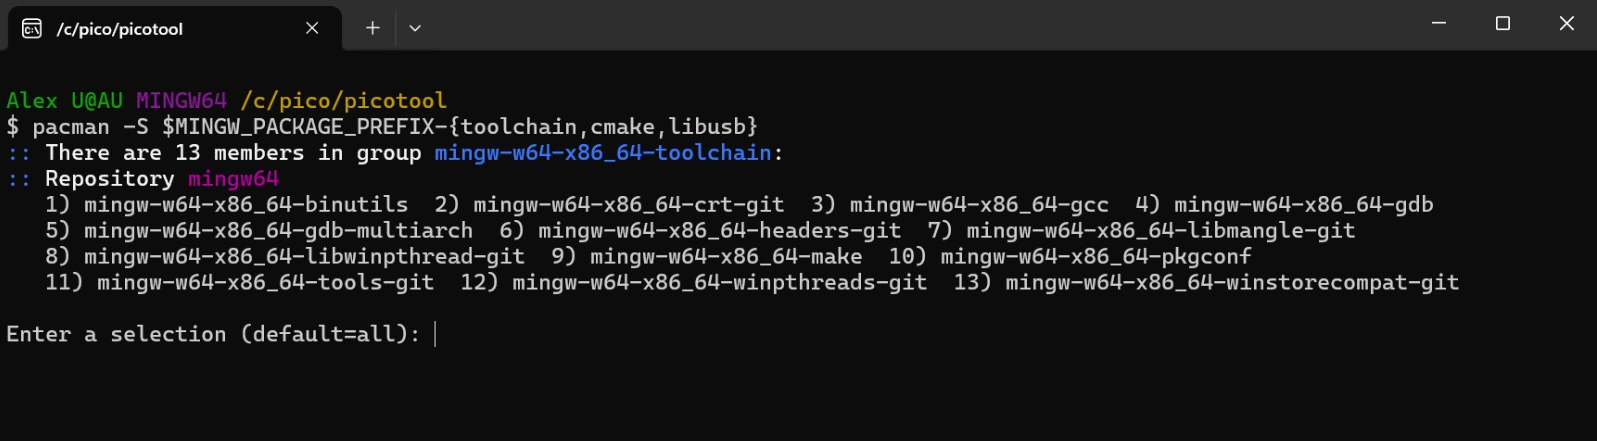 /c/pico/picotool
Alex U@AU MINGW64 /c/pico/picotool
$ pacman -S $MINGW_PACKAGE_PREFIX-{toolchain,cmake,libusb}
:: There are 13 members in group mingw-w64-x86_64-toolchain:
:: Repository mingw64
1) mingw-w64-x86_64-binutils 2) mingw-w64-x86_64-crt-git 3) mingw-w64-x86_64-gcc 4) mingw-w64-x86_64-gdb
5) mingw-w64-x86_64-gdb-multiarch 6) mingw-w64-x86_64-headers-git 7) mingw-w64-x86_64-libmangle-git
8) mingw-w64-x86_64-libwinpthread-git 9) mingw-w64-x86_64-make 10) mingw-w64-x86_64-pkgconf
11) mingw-w64-x86_64-tools-git 12) mingw-w64-x86_64-winpthreads-git 13) mingw-w64-x86_64-winstorecompat-git
Enter a selection (default=all):